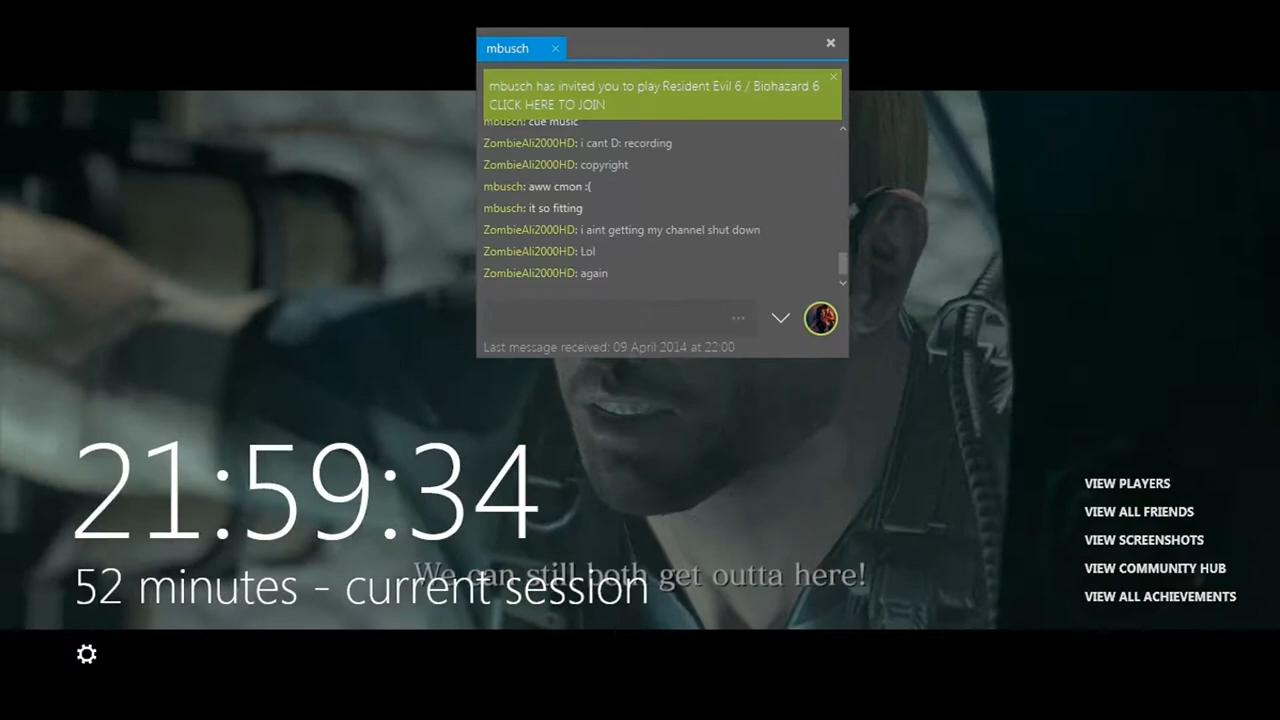 mbusch
mbusch has invited you to play Resident Evil 6 / Biohazard 6
CLICK HERE TO JOIN
mbusch: cue music
ZombieAli2000HD: i cant D: recording
ZombieAli2000HD: copyright
mbusch: aww cmon :(
mbusch: it so fitting
ZombieAli2000HD: i aint getting my channel shut down
ZombieAli2000HD: Lol
ZombieAli2000HD: again
Last message received: 09 April 2014 at 22:00
21:59:34
52 minutes - current session
We can still both get outta here!
VIEW PLAYERS
VIEW ALL FRIENDS
VIEW SCREENSHOTS
VIEW COMMUNITY HUB
VIEW ALL ACHIEVEMENTS